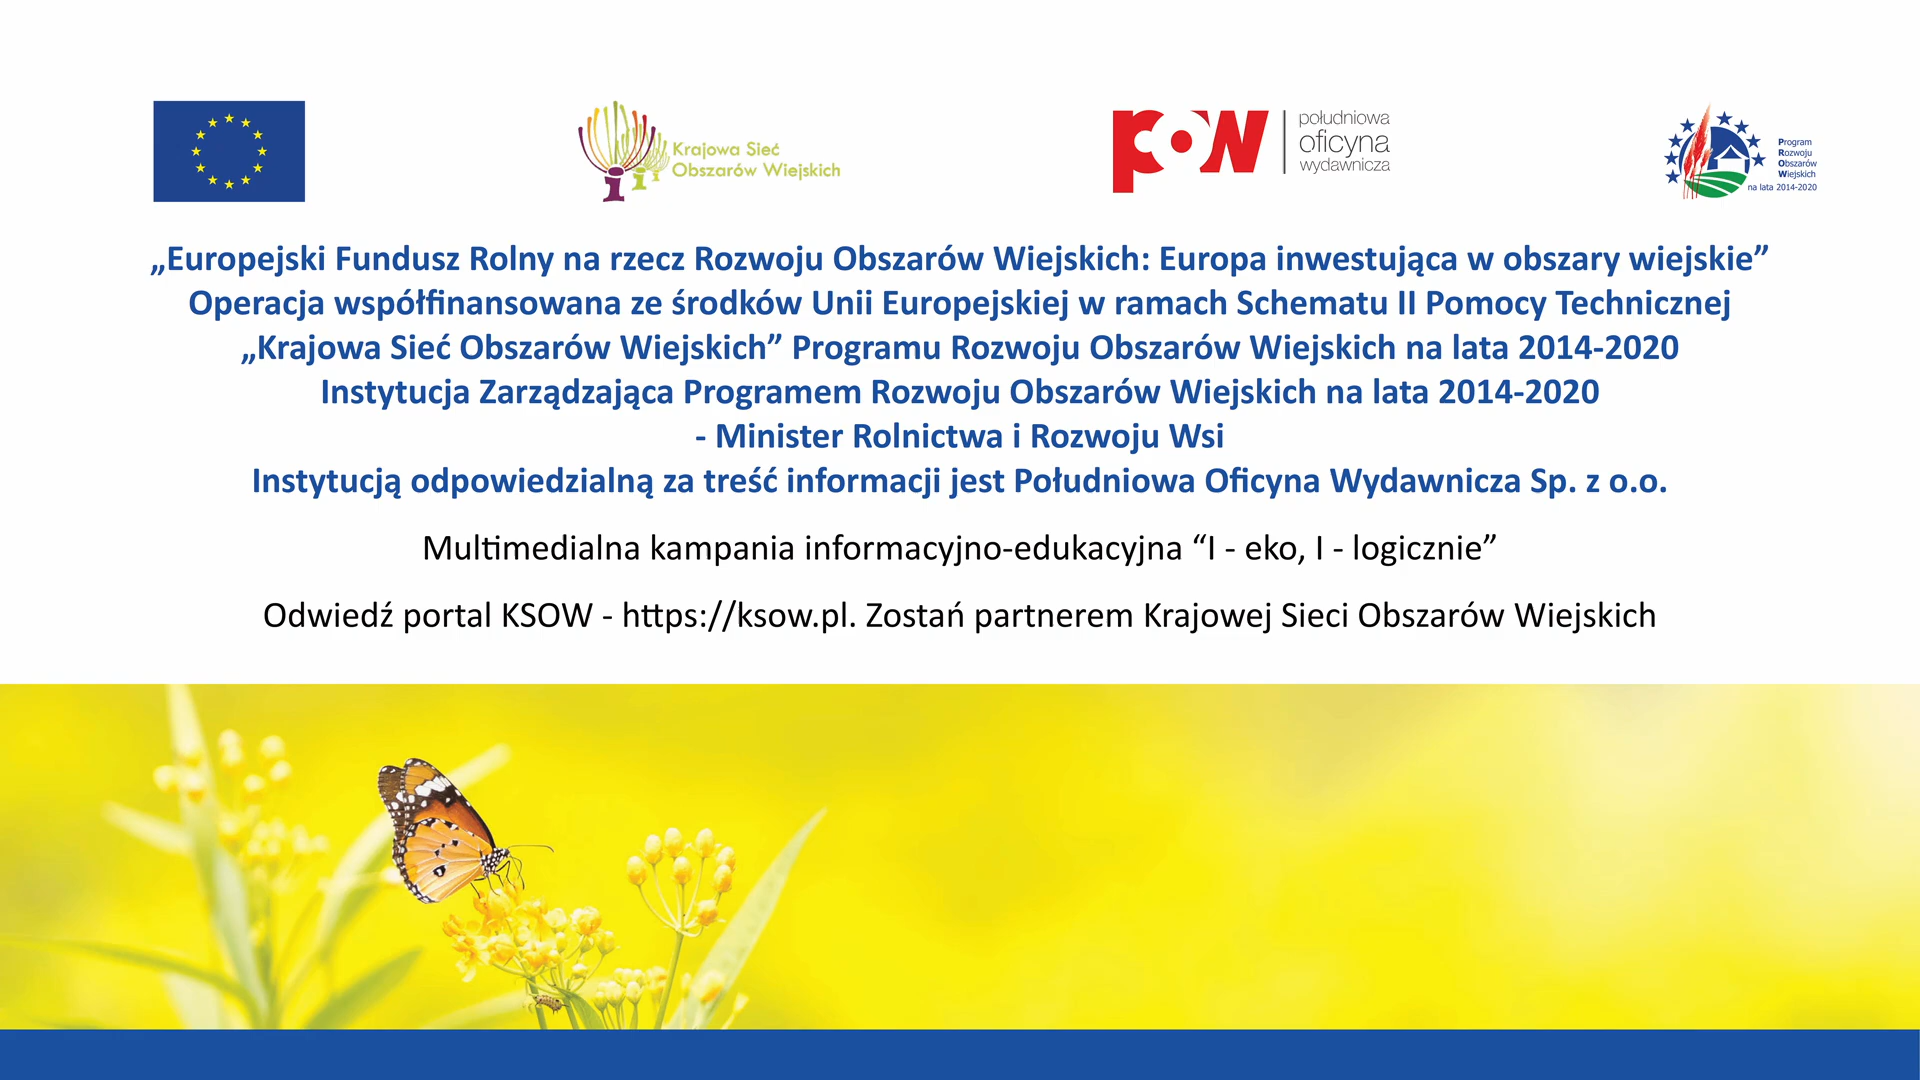 Krajowa Sieć
Obszarów Wiejskich
pow
południowa
oficyna
wydawnicza
Program
Rozwoju
Obszarów
Wiejskich
na lata 2014-2020
„Europejski Fundusz Rolny na rzecz Rozwoju Obszarów Wiejskich: Europa inwestująca w obszary wiejskie”
Operacja współfinansowana ze środków Unii Europejskiej w ramach Schematu II Pomocy Technicznej
„Krajowa Sieć Obszarów Wiejskich” Programu Rozwoju Obszarów Wiejskich na lata 2014-2020
Instytucja Zarządzająca Programem Rozwoju Obszarów Wiejskich na lata 2014-2020
- Minister Rolnictwa i Rozwoju Wsi
Instytucją odpowiedzialną za treść informacji jest Południowa Oficyna Wydawnicza Sp. z o.o.
Multimedialna kampania informacyjno-edukacyjna “I - eko, I - logicznie”
Odwiedź portal KSOW - https://ksow.pl. Zostań partnerem Krajowej Sieci Obszarów Wiejskich